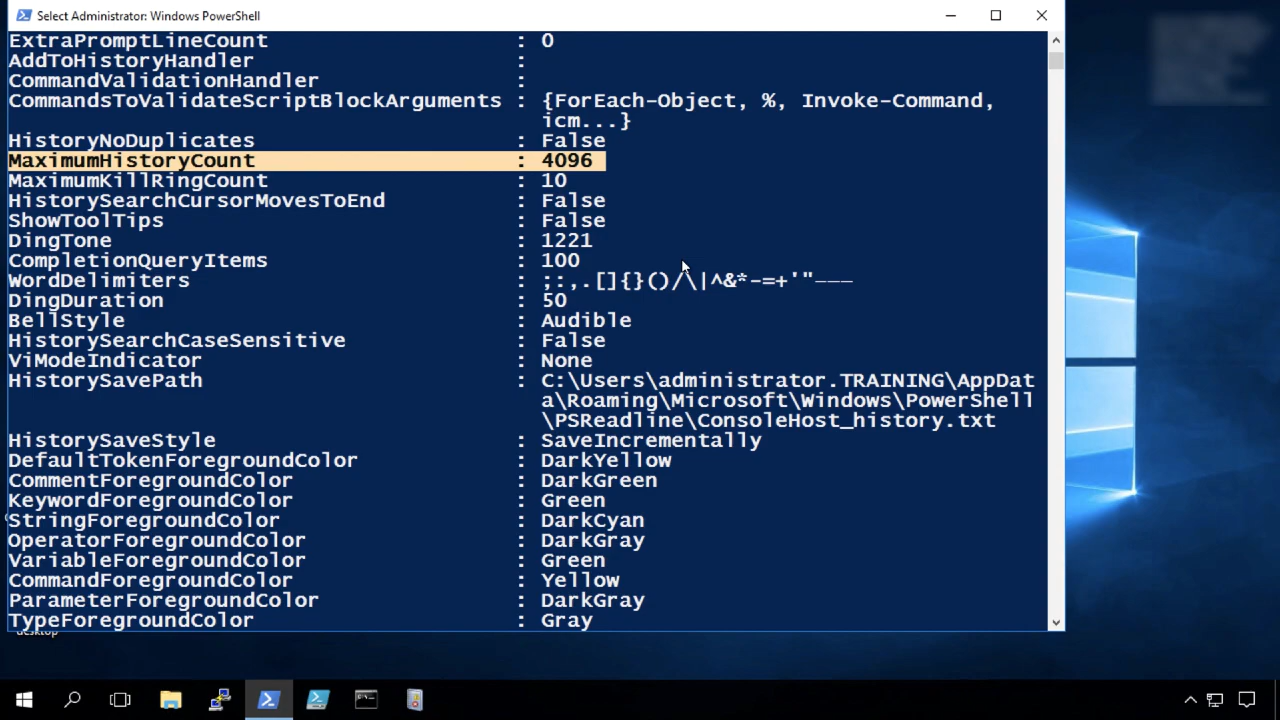 Select Administrator: Windows PowerShell
ExtraPromptLineCount : 0
AddToHistoryHandler :
CommandValidationHandler :
CommandsToValidateScriptBlockArguments : {ForEach-Object, %, Invoke-Command,
icm...}
HistoryNoDuplicates : False
MaximumHistoryCount : 4096
MaximumKillRingCount : 10
HistorySearchCursorMovesToEnd : False
ShowToolTips : False
DingTone : 1221
CompletionQueryItems : 100
WordDelimiters : ;:,.[]{}()/\|^&*-=+'"–—―
DingDuration : 50
BellStyle : Audible
HistorySearchCaseSensitive : False
ViModeIndicator : None
HistorySavePath : C:\Users\administrator.TRAINING\AppDat
a\Roaming\Microsoft\Windows\PowerShell
\PSReadline\ConsoleHost_history.txt
HistorySaveStyle : SaveIncrementally
DefaultTokenForegroundColor : DarkYellow
CommentForegroundColor : DarkGreen
KeywordForegroundColor : Green
StringForegroundColor : DarkCyan
OperatorForegroundColor : DarkGray
VariableForegroundColor : Green
CommandForegroundColor : Yellow
ParameterForegroundColor : DarkGray
TypeForegroundColor : Gray
desktop